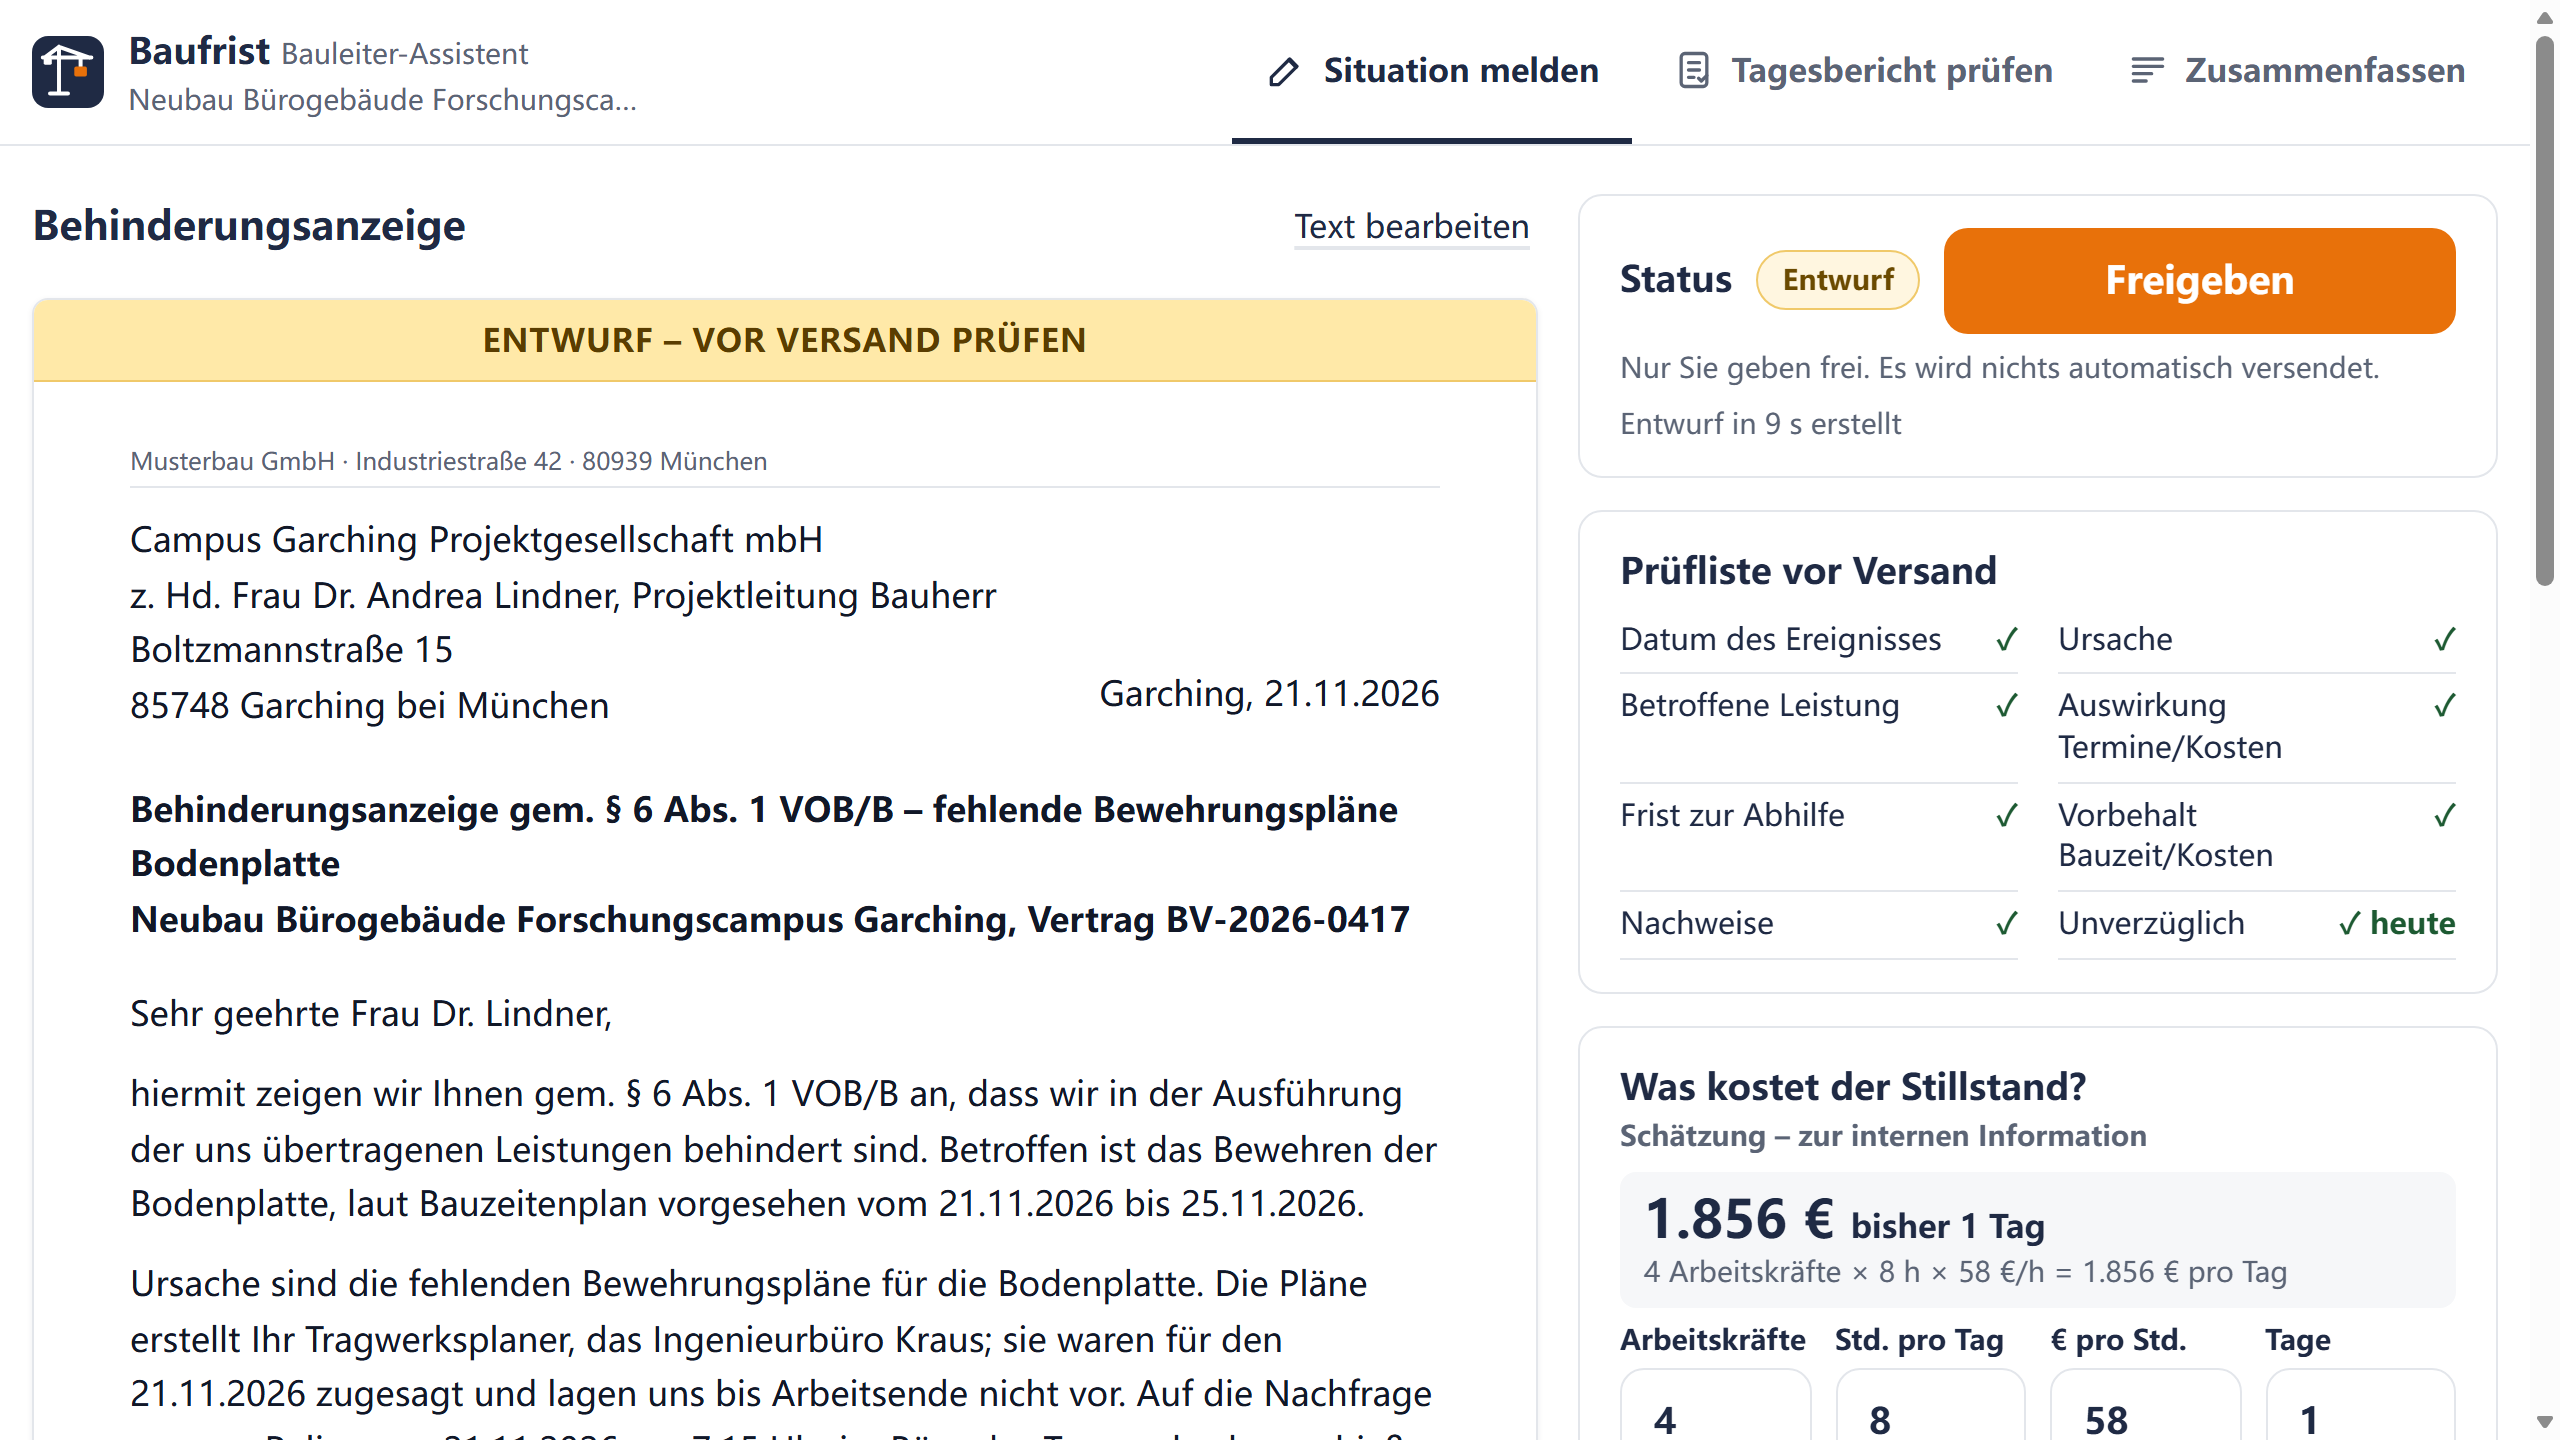 Baufrist Bauleiter-Assistent
Neubau Bürogebäude Forschungsca...
Situation melden
Tagesbericht prüfen
Zusammenfassen
Behinderungsanzeige
Text bearbeiten
ENTWURF – VOR VERSAND PRÜFEN
Musterbau GmbH · Industriestraße 42 · 80939 München
Campus Garching Projektgesellschaft mbH
z. Hd. Frau Dr. Andrea Lindner, Projektleitung Bauherr
Boltzmannstraße 15
85748 Garching bei München
Garching, 21.11.2026
Behinderungsanzeige gem. § 6 Abs. 1 VOB/B – fehlende Bewehrungspläne
Bodenplatte
Neubau Bürogebäude Forschungscampus Garching, Vertrag BV-2026-0417
Sehr geehrte Frau Dr. Lindner,
hiermit zeigen wir Ihnen gem. § 6 Abs. 1 VOB/B an, dass wir in der Ausführung
der uns übertragenen Leistungen behindert sind. Betroffen ist das Bewehren der
Bodenplatte, laut Bauzeitenplan vorgesehen vom 21.11.2026 bis 25.11.2026.
Ursache sind die fehlenden Bewehrungspläne für die Bodenplatte. Die Pläne
erstellt Ihr Tragwerksplaner, das Ingenieurbüro Kraus; sie waren für den
21.11.2026 zugesagt und lagen uns bis Arbeitsende nicht vor. Auf die Nachfrage
Status
Entwurf
Freigeben
Nur Sie geben frei. Es wird nichts automatisch versendet.
Entwurf in 9 s erstellt
Prüfliste vor Versand
Datum des Ereignisses ✓
Ursache ✓
Betroffene Leistung ✓
Auswirkung ✓
Termine/Kosten
Frist zur Abhilfe ✓
Vorbehalt ✓
Bauzeit/Kosten
Nachweise ✓
Unverzüglich ✓ heute
Was kostet der Stillstand?
Schätzung – zur internen Information
1.856 € bisher 1 Tag
4 Arbeitskräfte × 8 h × 58 €/h = 1.856 € pro Tag
Arbeitskräfte Std. pro Tag € pro Std. Tage
4 8 58 1